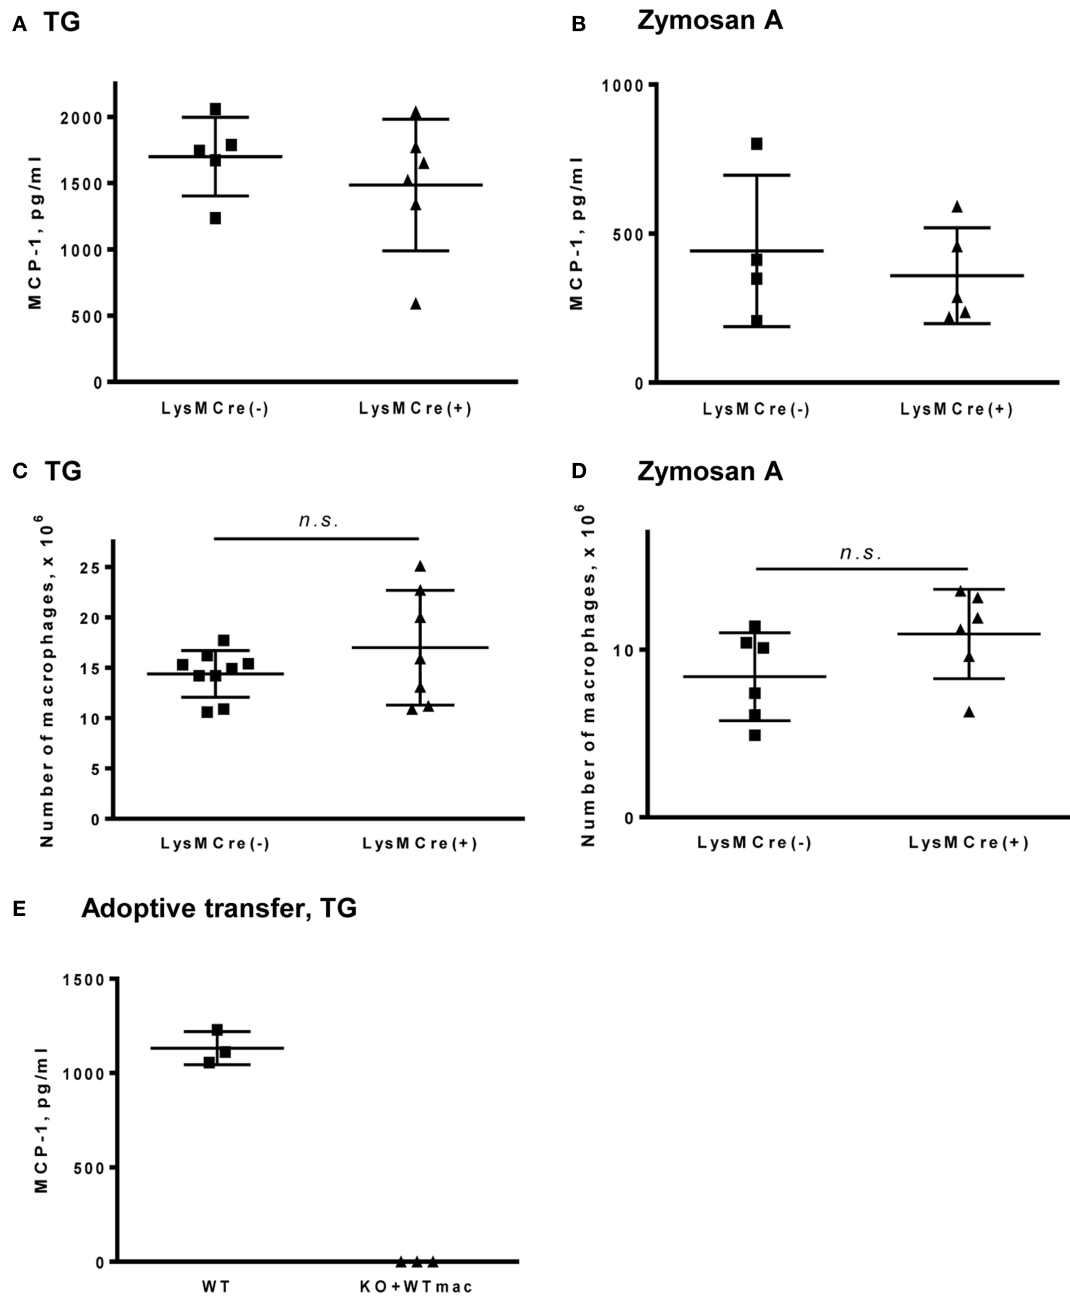 A TG
MCP-1, pg/ml
2000
1500
1000
500
0
LysMCre(-) LysMCre(+)
B Zymosan A
MCP-1, pg/ml
1000
500
0
LysMCre(-) LysMCre(+)
C TG
Number of macrophages, x 10⁶
n.s.
25
20
15
10
5
0
LysMCre(-) LysMCre(+)
D Zymosan A
Number of macrophages, x 10⁶
n.s.
10
0
LysMCre(-) LysMCre(+)
E Adoptive transfer, TG
MCP-1, pg/ml
1500
1000
500
0
WT KO+WTmac